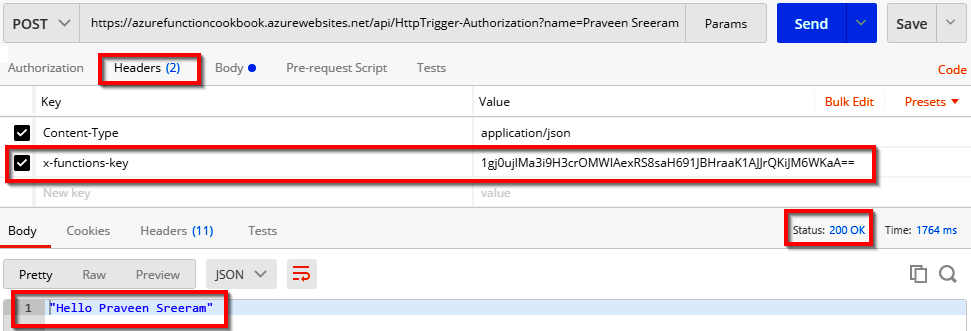 POST https://azurefunctioncookbook.azurewebsites.net/api/HttpTrigger-Authorization?name=Praveen Sreeram Params Send Save
Authorization Headers (2) Body Pre-request Script Tests Code
Key Value Bulk Edit Presets
Content-Type application/json
x-functions-key 1gj0ujIMa3i9H3crOMWIAexRS8saH691JBHraaK1AJJrQKiJM6WKaA==
New key value
Body Cookies Headers (11) Tests Status: 200 OK Time: 1764 ms
Pretty Raw Preview JSON
1 "Hello Praveen Sreeram"